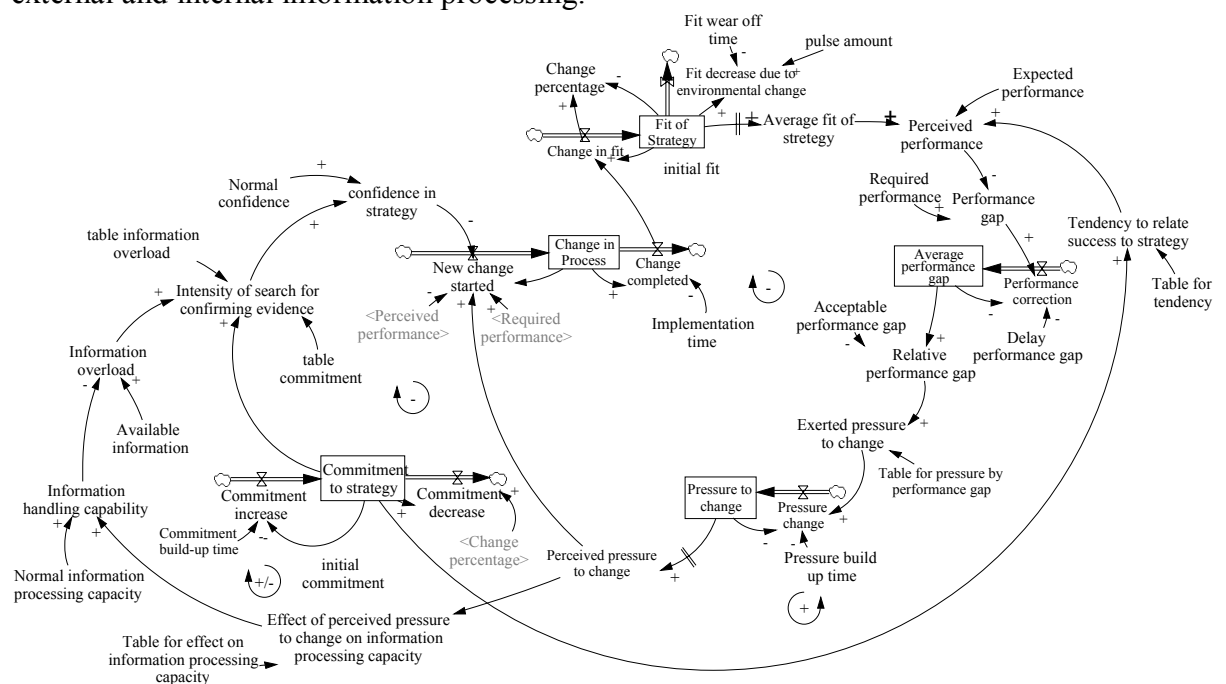 external and internal information processing.
Fit wear off
time
-
pulse amount
Change
percentage
-
+
Fit decrease due to
environmental change
+
+
Expected
performance
Fit of
Strategy
Change in fit
+
initial fit
+
Average fit of
stretegy
+
Perceived
performance
+
-
Normal
confidence
+
confidence in
strategy
-
+
Required
performance
+
Performance
gap
+
Tendency to relate
success to strategy
+
Table for
tendency
table information
overload
New change
started
-
+
+
Change in
Process
+
Change
completed
-
-
Average
performance
gap
Performance
correction
-
-
+
Intensity of search for
confirming evidence
+
<Perceived
performance>
<Required
performance>
Implementation
time
Acceptable
performance gap
-
+
Delay
performance gap
Relative
performance gap
Information
overload
-
+
table
commitment
-
Available
information
Exerted pressure
to change
+
Table for pressure by
performance gap
Commitment
to strategy
Commitment
increase
--
Commitment
decrease
+
+
Pressure to
change
Pressure
change
-
-
+
Information
handling capability
+
+
Commitment
build-up time
<Change
percentage>
Pressure build
up time
Normal information
processing capacity
+/-
initial
commitment
Perceived pressure
to change
+
+
Effect of perceived pressure
to change on information
processing capacity
Table for effect on
information processing
capacity